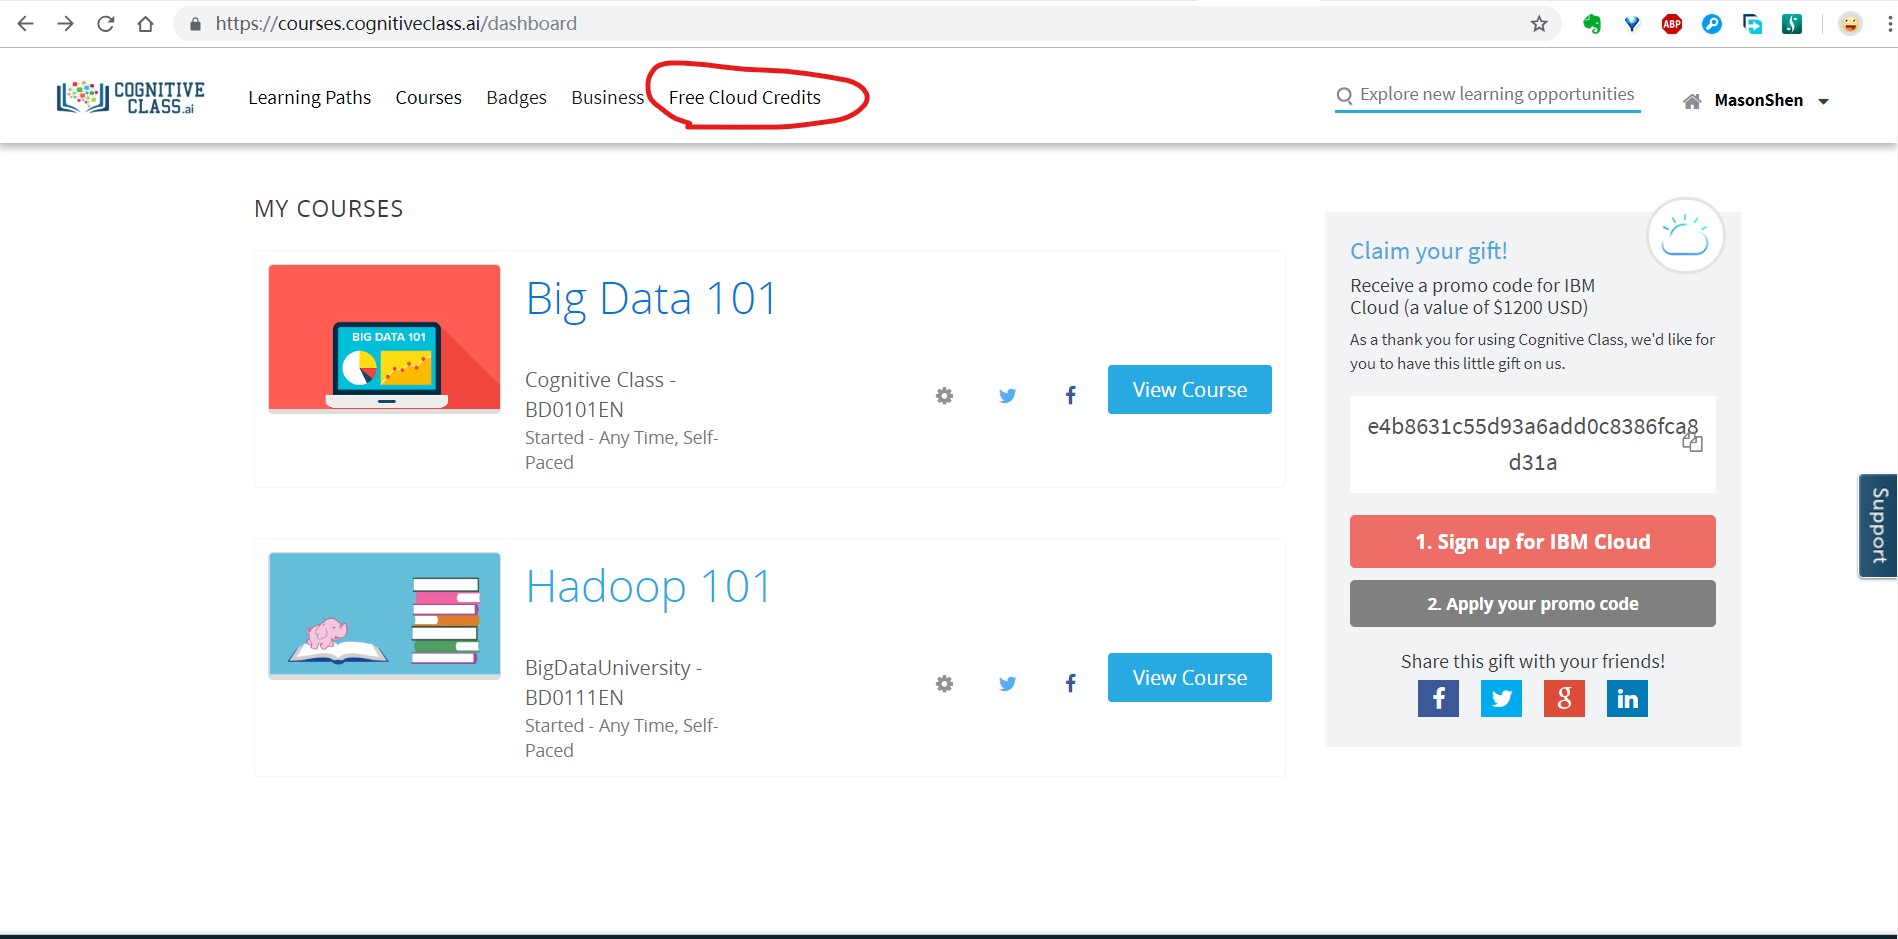 https://courses.cognitiveclass.ai/dashboard
ABP
COGNITIVE
CLASS.ai
Learning Paths Courses Badges Business Free Cloud Credits
Explore new learning opportunities
MasonShen
MY COURSES
BIG DATA 101
Big Data 101
Cognitive Class -
BD0101EN
Started - Any Time, Self-
Paced
View Course
Hadoop 101
BigDataUniversity -
BD0111EN
Started - Any Time, Self-
Paced
View Course
Claim your gift!
Receive a promo code for IBM
Cloud (a value of $1200 USD)
As a thank you for using Cognitive Class, we'd like for
you to have this little gift on us.
e4b8631c55d93a6add0c8386fca8
d31a
1. Sign up for IBM Cloud
2. Apply your promo code
Share this gift with your friends!
Support